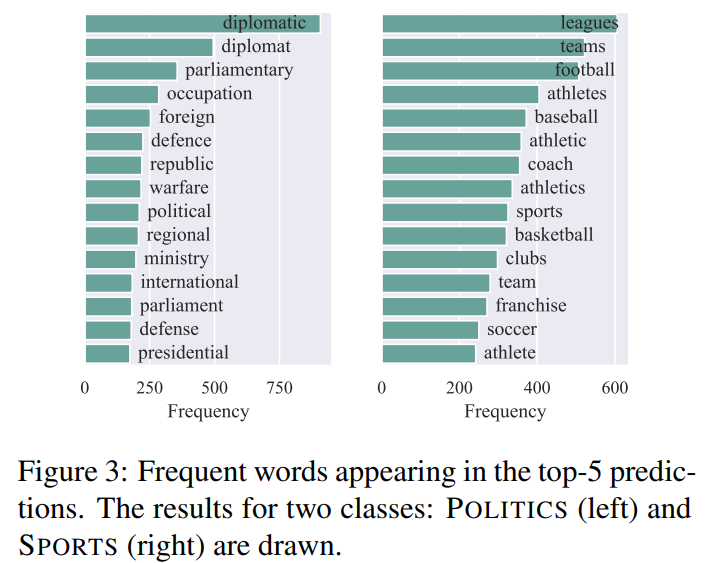 diplomatic
diplomat
parliamentary
occupation
foreign
defence
republic
warfare
political
regional
ministry
international
parliament
defense
presidential
0 250 500 750
Frequency
leagues
teams
football
athletes
baseball
athletic
coach
athletics
sports
basketball
clubs
team
franchise
soccer
athlete
0 200 400 600
Frequency
Figure 3: Frequent words appearing in the top-5 predic-
tions. The results for two classes: POLITICS (left) and
SPORTS (right) are drawn.